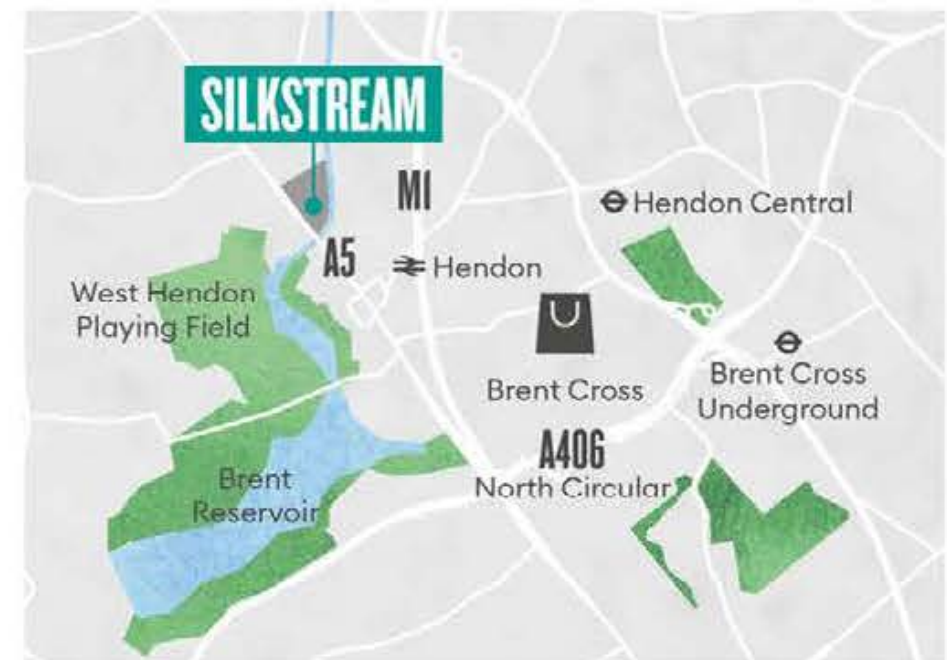 SILKSTREAM
M1
Hendon Central
A5
Hendon
West Hendon
Playing Field
Brent Cross
Brent Cross
Underground
A406
North Circular
Brent
Reservoir